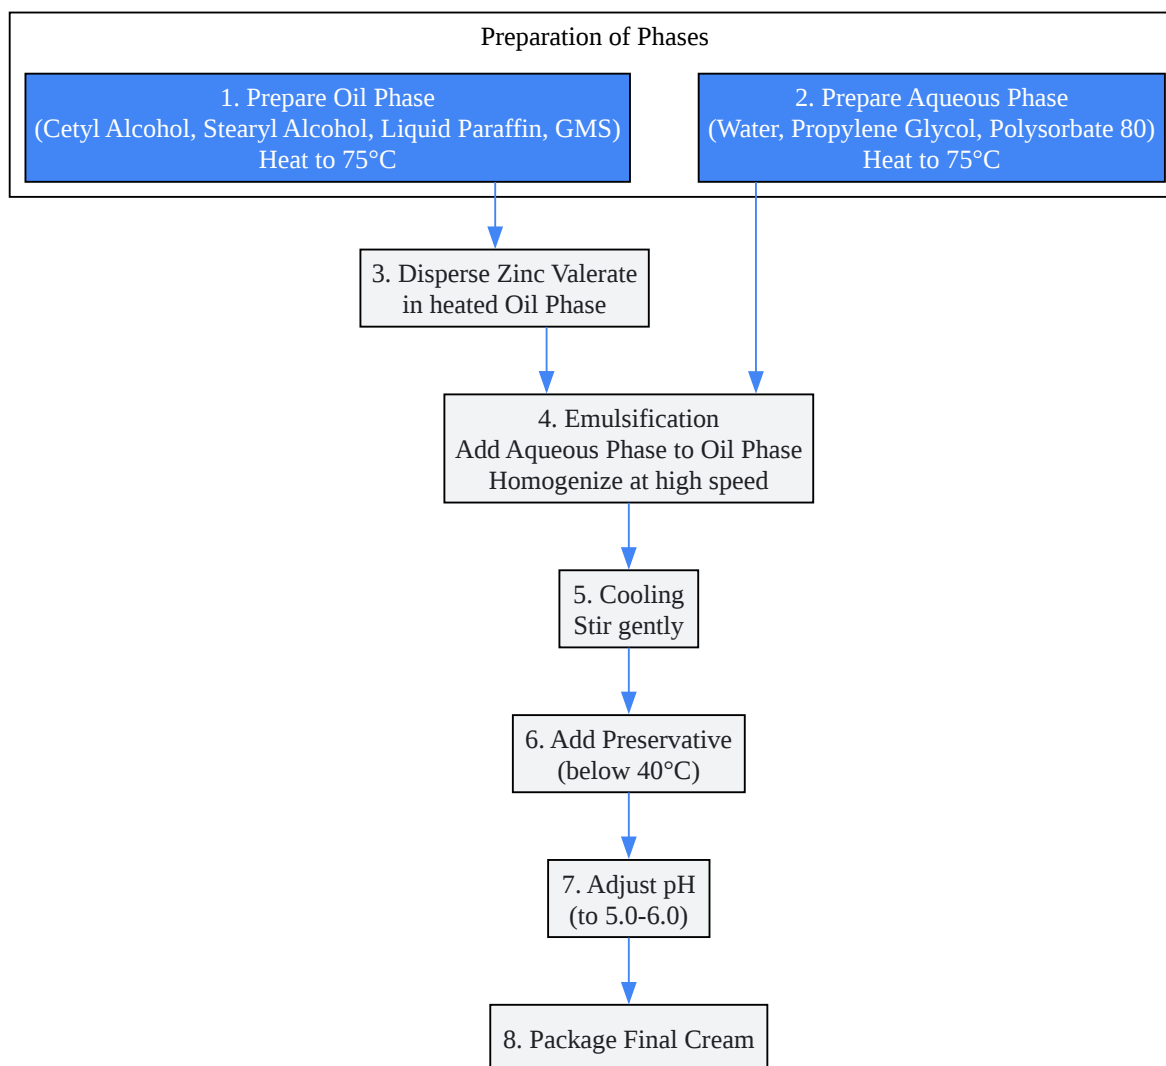 Preparation of Phases
1. Prepare Oil Phase
(Cetyl Alcohol, Stearyl Alcohol, Liquid Paraffin, GMS)
Heat to 75°C
2. Prepare Aqueous Phase
(Water, Propylene Glycol, Polysorbate 80)
Heat to 75°C
3. Disperse Zinc Valerate
in heated Oil Phase
4. Emulsification
Add Aqueous Phase to Oil Phase
Homogenize at high speed
5. Cooling
Stir gently
6. Add Preservative
(below 40°C)
7. Adjust pH
(to 5.0-6.0)
8. Package Final Cream